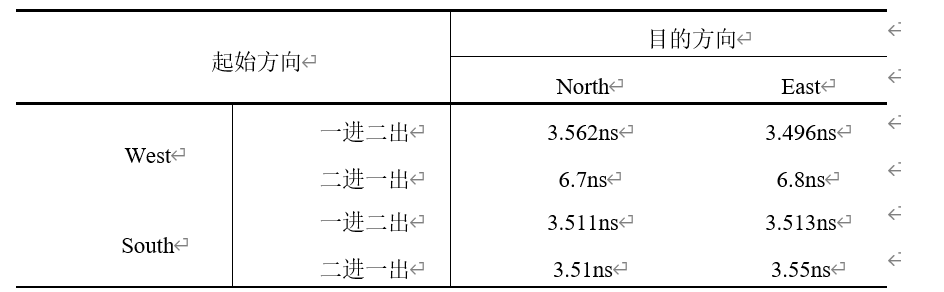 起始方向 目的方向
North East
West 一进二出 3.562ns 3.496ns
二进一出 6.7ns 6.8ns
South 一进二出 3.511ns 3.513ns
二进一出 3.51ns 3.55ns